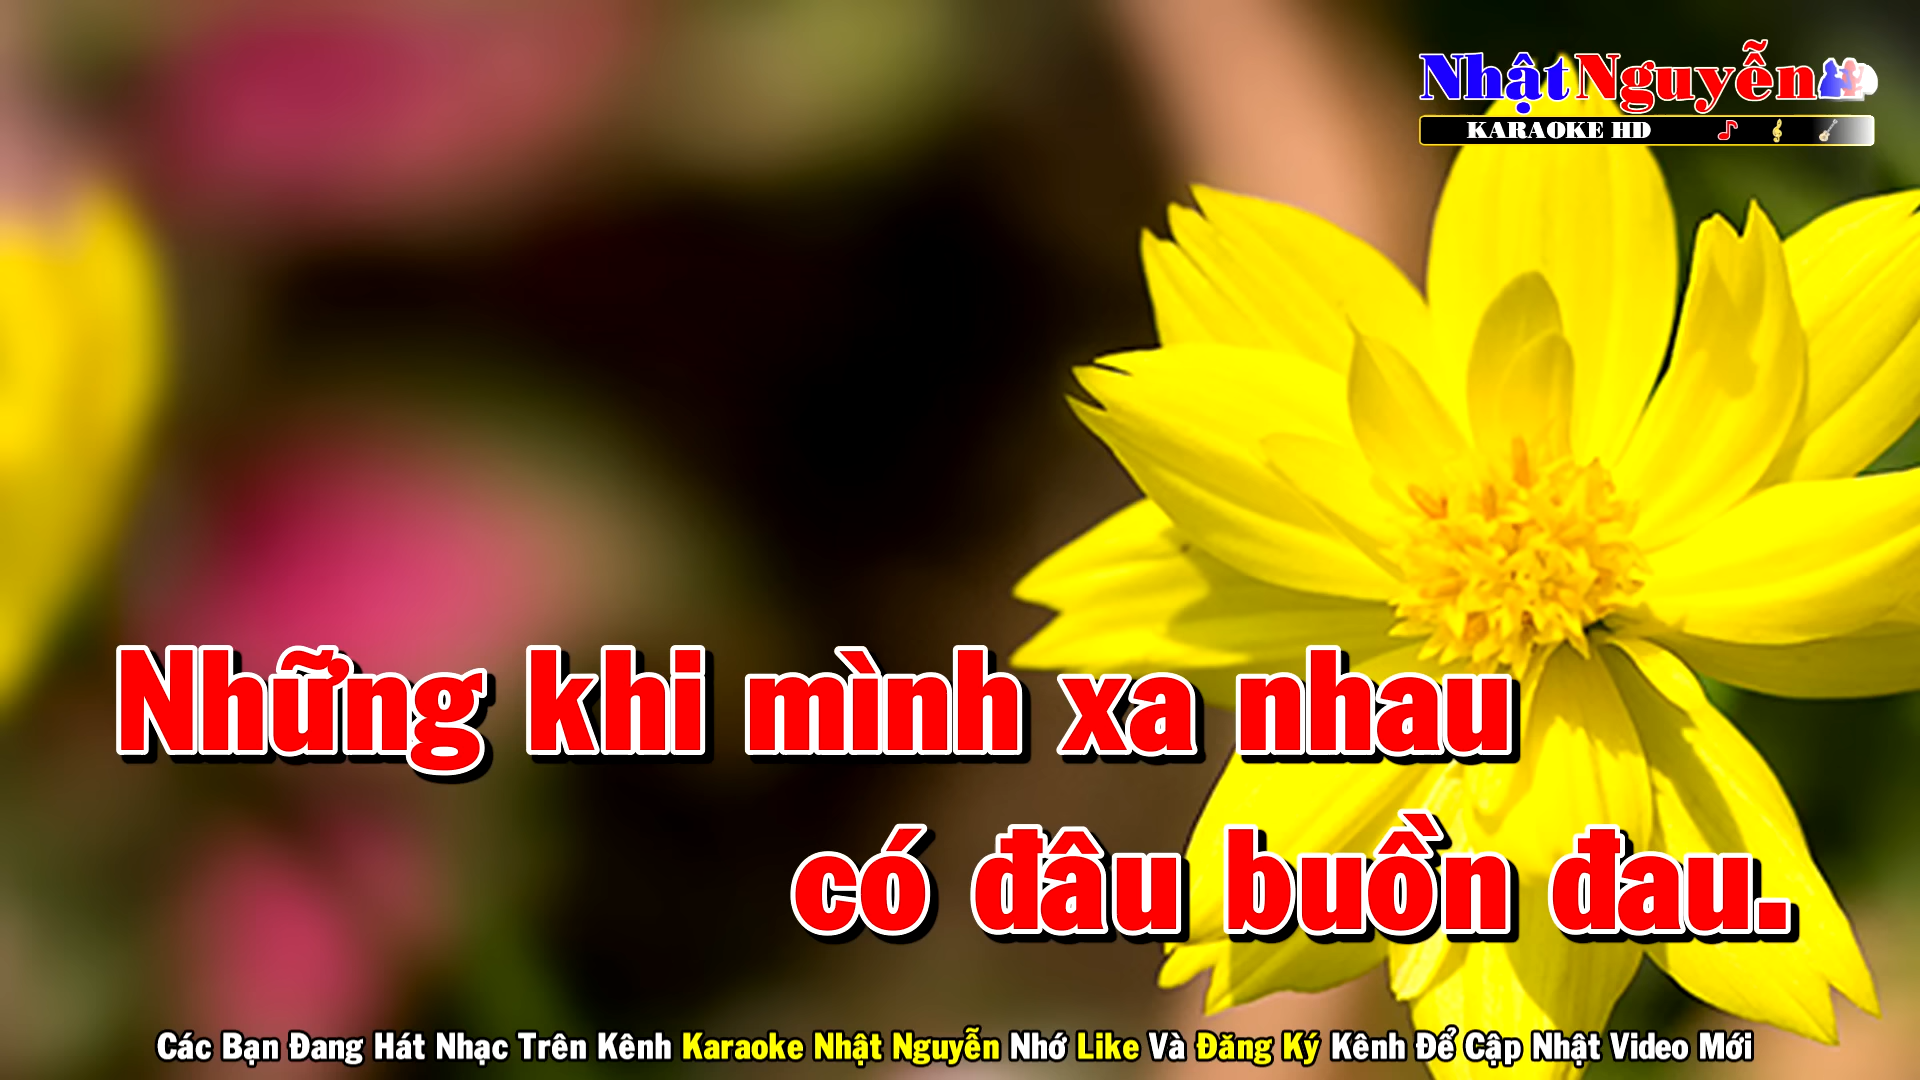 Nhật Nguyễn
KARAOKE HD
Những khi mình xa nhau
có đâu buồn đau.
Các Bạn Đang Hát Nhạc Trên Kênh Karaoke Nhật Nguyễn Nhớ Like Và Đăng Ký Kênh Để Cập Nhật Video Mới